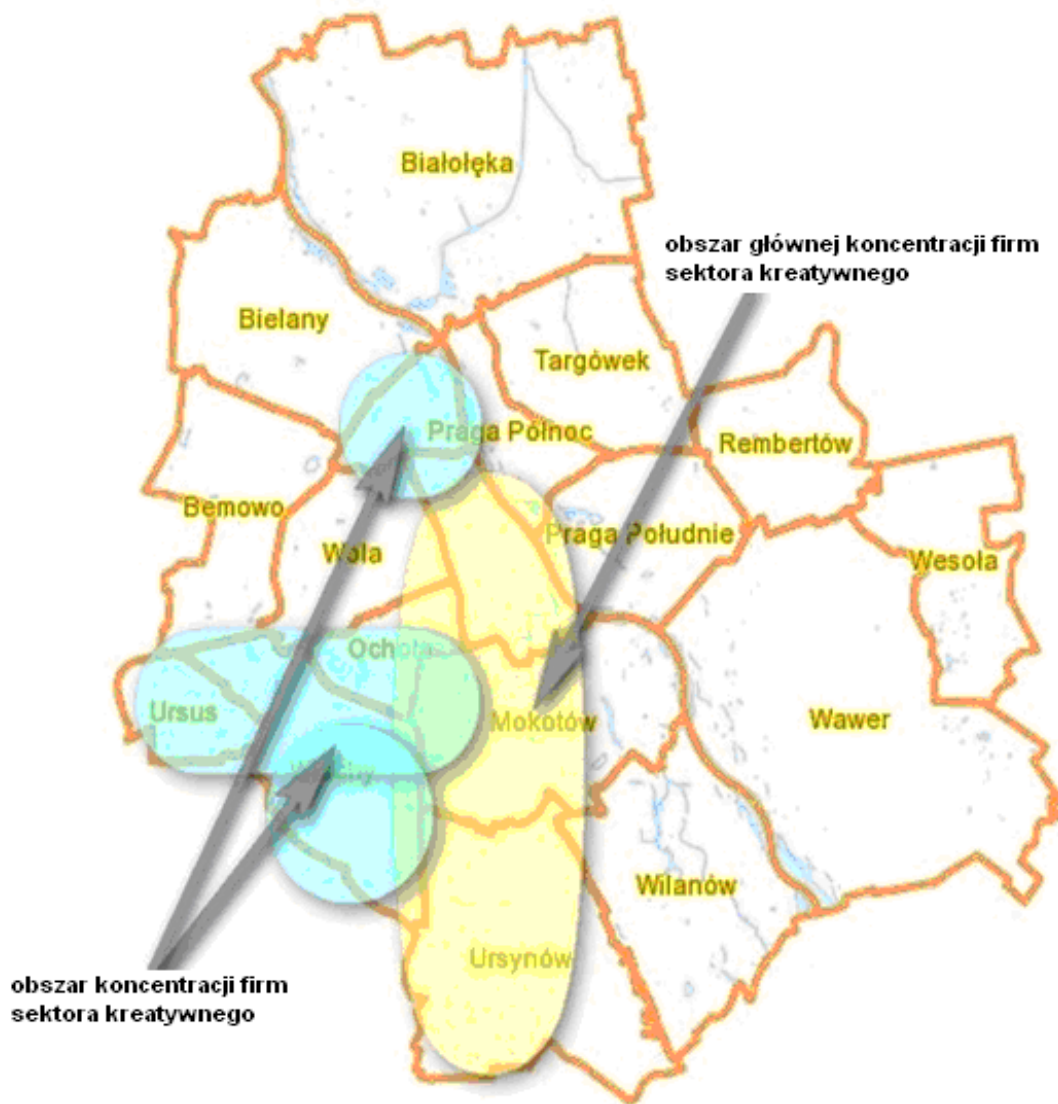 Białołęka
obszar głównej koncentracji firm
sektora kreatywnego
Bielany
Targówek
Praga Północ
Rembertów
Bemowo
Praga Południe
Wola
Wesoła
Ochota
Ursus
Mokotów
Wawer
Włochy
Wilanów
Ursynów
obszar koncentracji firm
sektora kreatywnego